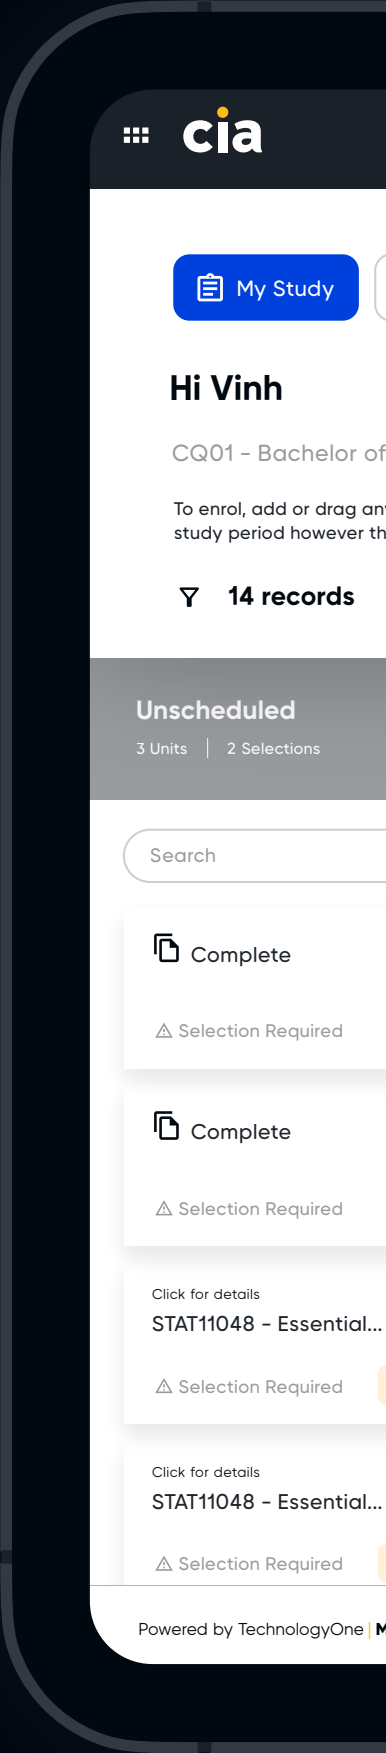 cia
My Study
Hi Vinh
CQ01 - Bachelor of
To enrol, add or drag
study period however
14 records
Unscheduled
3 Units | 2 Selections
Search
Complete
Selection Required
Complete
Selection Required
Click for details
STAT11048 - Essential...
Selection Required
Click for details
STAT11048 - Essential...
Selection Required
Powered by TechnologyOne |